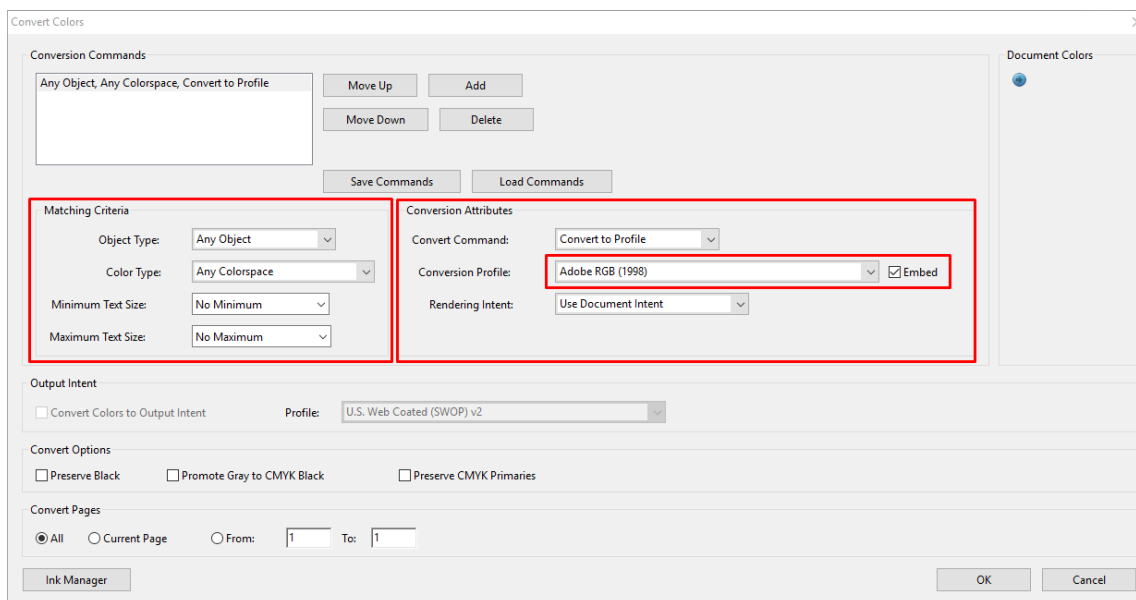 Convert Colors
Conversion Commands
Document Colors
Any Object, Any Colorspace, Convert to Profile
Move Up
Add
Move Down
Delete
Save Commands
Load Commands
Matching Criteria
Conversion Attributes
Object Type: Any Object
Convert Command: Convert to Profile
Color Type: Any Colorspace
Conversion Profile: Adobe RGB (1998) Embed
Minimum Text Size: No Minimum
Rendering Intent: Use Document Intent
Maximum Text Size: No Maximum
Output Intent
Convert Colors to Output Intent Profile: U.S. Web Coated (SWOP) v2
Convert Options
Preserve Black Promote Gray to CMYK Black Preserve CMYK Primaries
Convert Pages
All Current Page From: 1 To: 1
Ink Manager OK Cancel